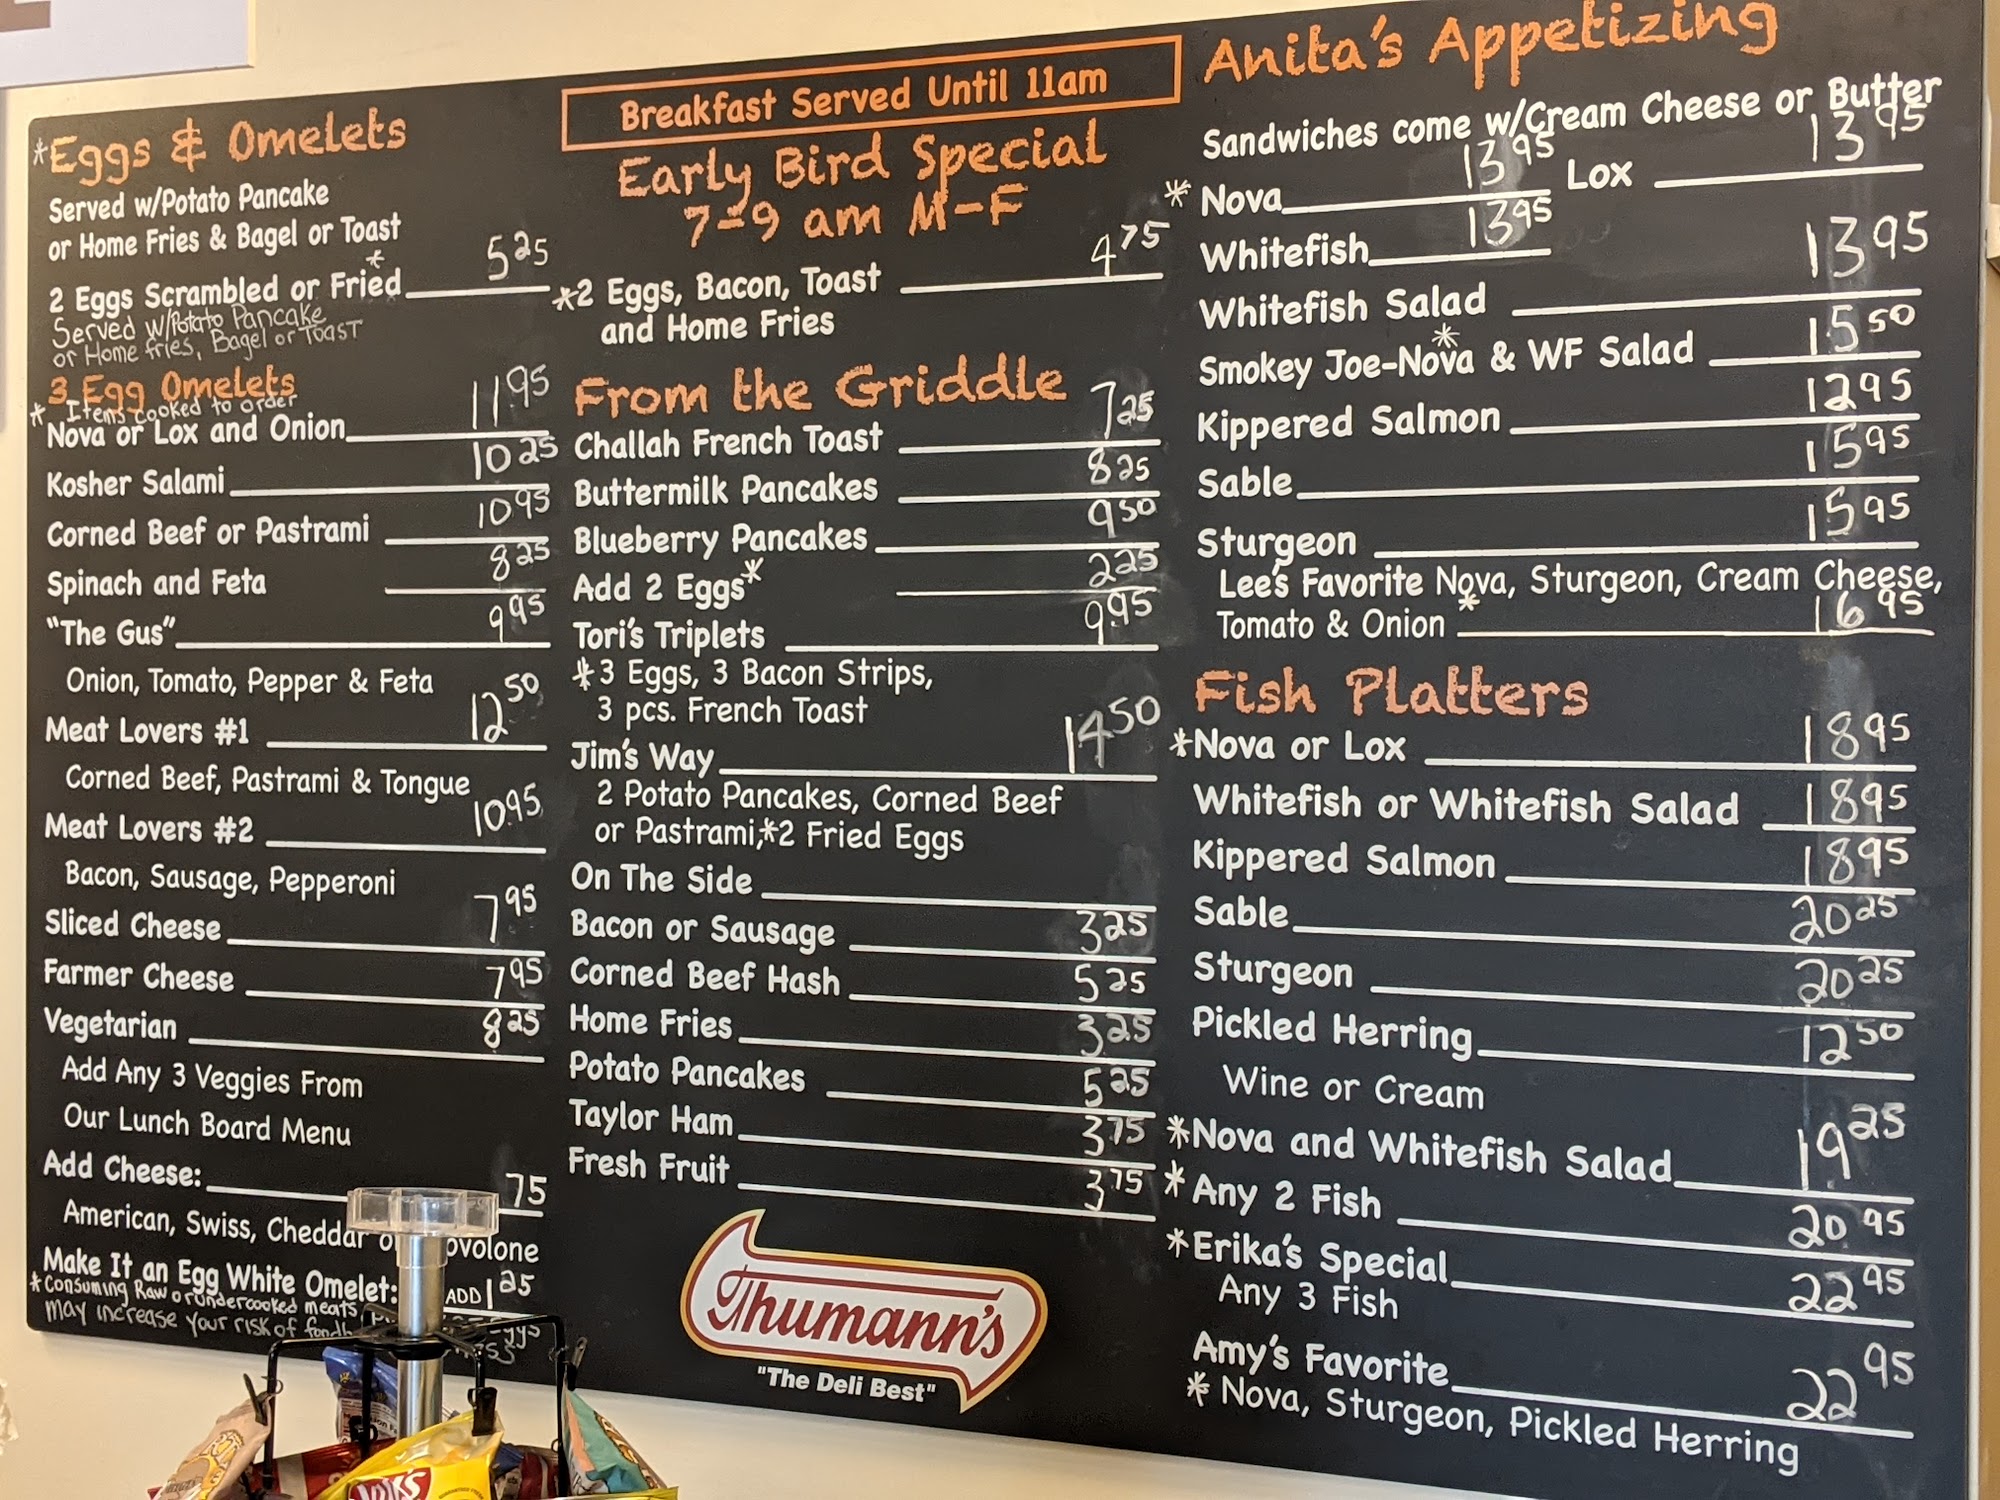 *Eggs & Omelets
Served w/Potato Pancake
or Home Fries & Bagel or Toast
2 Eggs Scrambled or Fried* 5.25
Served W/Potato Pancake
or Home fries, Bagel or Toast
3 Egg Omelets
* Items cooked to order
Nova or Lox and Onion 11.95
Kosher Salami 10.25
Corned Beef or Pastrami 10.95
Spinach and Feta 8.25
"The Gus" 9.95
Onion, Tomato, Pepper & Feta
Meat Lovers #1 12.50
Corned Beef, Pastrami & Tongue
Meat Lovers #2 10.95
Bacon, Sausage, Pepperoni
Sliced Cheese 7.95
Farmer Cheese 7.95
Vegetarian 8.25
Add Any 3 Veggies From
Our Lunch Board Menu
Add Cheese: 75
American, Swiss, Cheddar
Make It an Egg White Omelet: ADD 1.25
*Consuming Raw or undercooked meats
may increase your risk of
Breakfast Served Until 11am
Early Bird Special
7-9 am M-F
*2 Eggs, Bacon, Toast 4.75
and Home Fries
From the Griddle
Challah French Toast 7.25
Buttermilk Pancakes 8.25
Blueberry Pancakes 9.50
Add 2 Eggs* 2.25
Tori's Triplets 9.95
*3 Eggs, 3 Bacon Strips,
3 pcs. French Toast
Jim's Way 14.50
2 Potato Pancakes, Corned Beef
or Pastrami,*2 Fried Eggs
On The Side
Bacon or Sausage 3.25
Corned Beef Hash 5.25
Home Fries 3.25
Potato Pancakes 5.25
Taylor Ham 3.75
Fresh Fruit 3.75
Thumann's
"The Deli Best"
Anita's Appetizing
Sandwiches come w/Cream Cheese or Butter
* Nova 13.95 Lox 13.95
Whitefish 13.95
Whitefish Salad 13.95
Smokey Joe-Nova* & WF Salad 15.50
Kippered Salmon 12.95
Sable 15.95
Sturgeon 15.95
Lee's Favorite Nova, Sturgeon, Cream Cheese,
Tomato & Onion * 16.95
Fish Platters
*Nova or Lox 18.95
Whitefish or Whitefish Salad 18.95
Kippered Salmon 18.95
Sable 20.25
Sturgeon 20.25
Pickled Herring 12.50
Wine or Cream
*Nova and Whitefish Salad 19.25
* Any 2 Fish 20.95
*Erika's Special 22.95
Any 3 Fish
Amy's Favorite 22.95
* Nova, Sturgeon, Pickled Herring